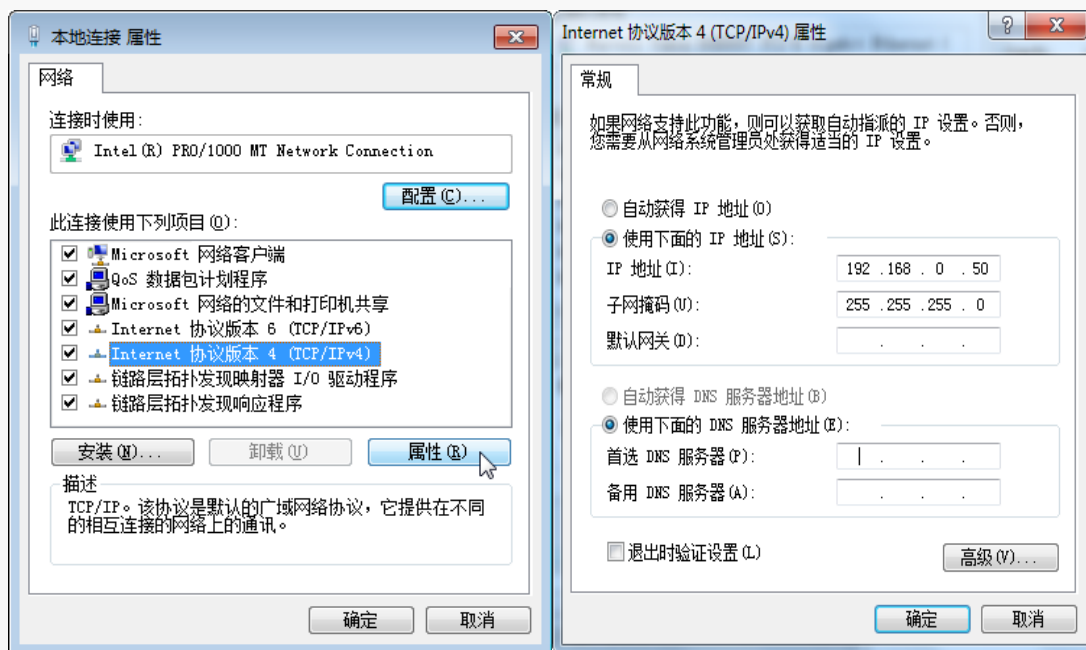 本地连接 属性
网络
连接时使用:
Intel(R) PRO/1000 MT Network Connection
配置(C)...
此连接使用下列项目(O):
Microsoft 网络客户端
QoS 数据包计划程序
Microsoft 网络的文件和打印机共享
Internet 协议版本 6 (TCP/IPv6)
Internet 协议版本 4 (TCP/IPv4)
链路层拓扑发现映射器 I/O 驱动程序
链路层拓扑发现响应程序
安装(N)...
卸载(U)
属性(R)
描述
TCP/IP。该协议是默认的广域网络协议，它提供在不同
的相互连接的网络上的通讯。
确定
取消
Internet 协议版本 4 (TCP/IPv4) 属性
常规
如果网络支持此功能，则可以获取自动指派的 IP 设置。否则，
您需要从网络系统管理员处获得适当的 IP 设置。
自动获得 IP 地址(O)
使用下面的 IP 地址(S):
IP 地址(I): 192 .168 . 0 . 50
子网掩码(U): 255 .255 .255 . 0
默认网关(D): . . .
自动获得 DNS 服务器地址(B)
使用下面的 DNS 服务器地址(E):
首选 DNS 服务器(P): . . .
备用 DNS 服务器(A): . . .
退出时验证设置(L)
高级(V)...
确定
取消